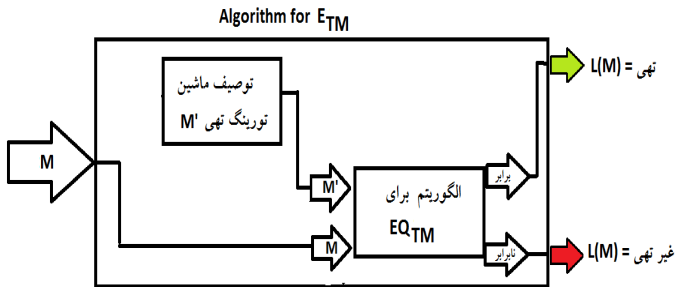 Algorithm for E_TM
توصیف ماشین
تورینگ تهی M'
L(M) = تهی
M
M'
برابر
الگوریتم برای
EQ_TM
M
نابرابر
L(M) = غیر تهی